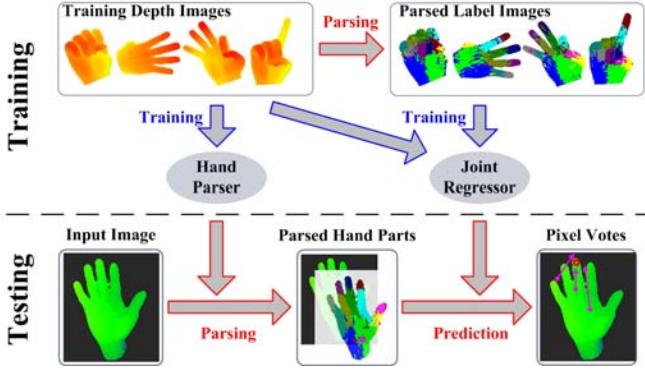 Training
Training Depth Images
Parsing
Parsed Label Images
Training
Training
Hand
Parser
Joint
Regressor
Testing
Input Image
Parsed Hand Parts
Pixel Votes
Parsing
Prediction